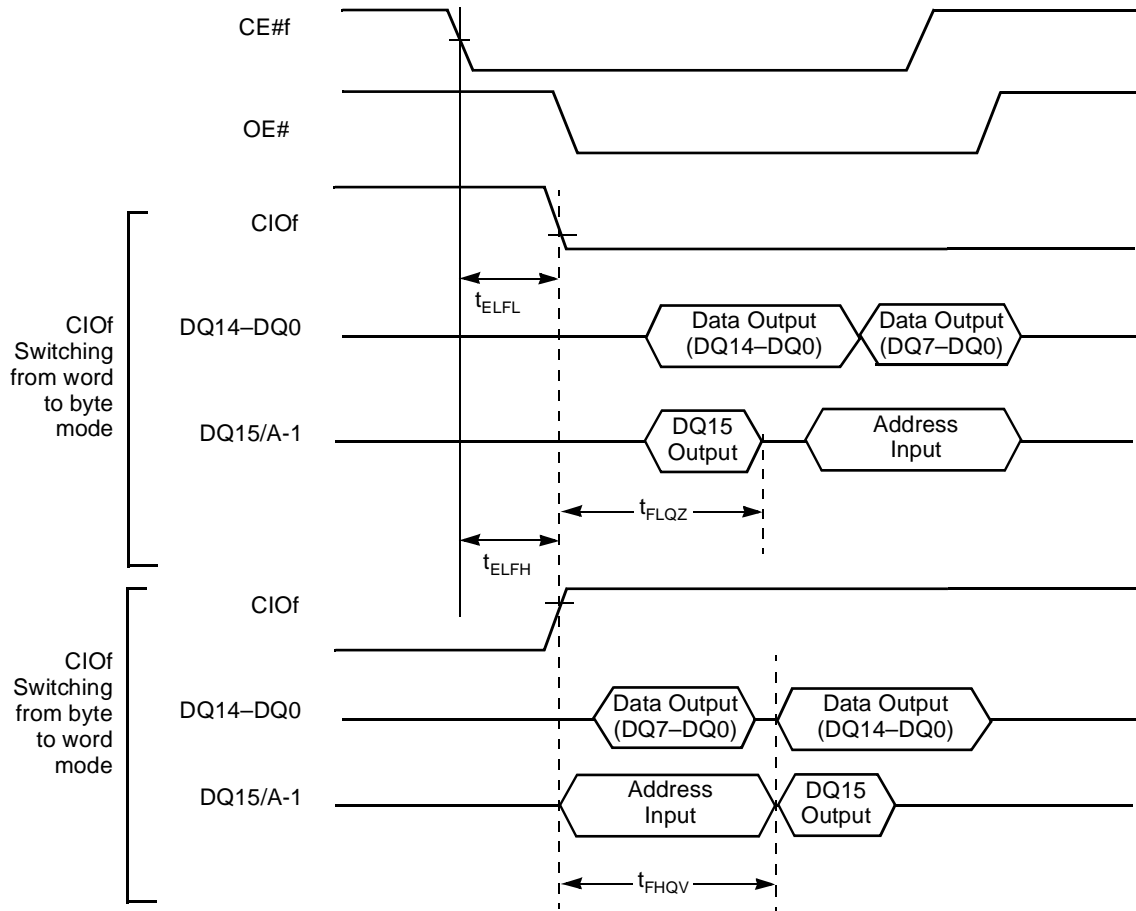 CE#f
OE#
CIOf
tELFL
CIOf
Switching
from word
to byte
mode
DQ14–DQ0
Data Output
(DQ14–DQ0)
Data Output
(DQ7–DQ0)
DQ15/A-1
DQ15
Output
Address
Input
tFLQZ
tELFH
CIOf
CIOf
Switching
from byte
to word
mode
DQ14–DQ0
Data Output
(DQ7–DQ0)
Data Output
(DQ14–DQ0)
DQ15/A-1
Address
Input
DQ15
Output
tFHQV